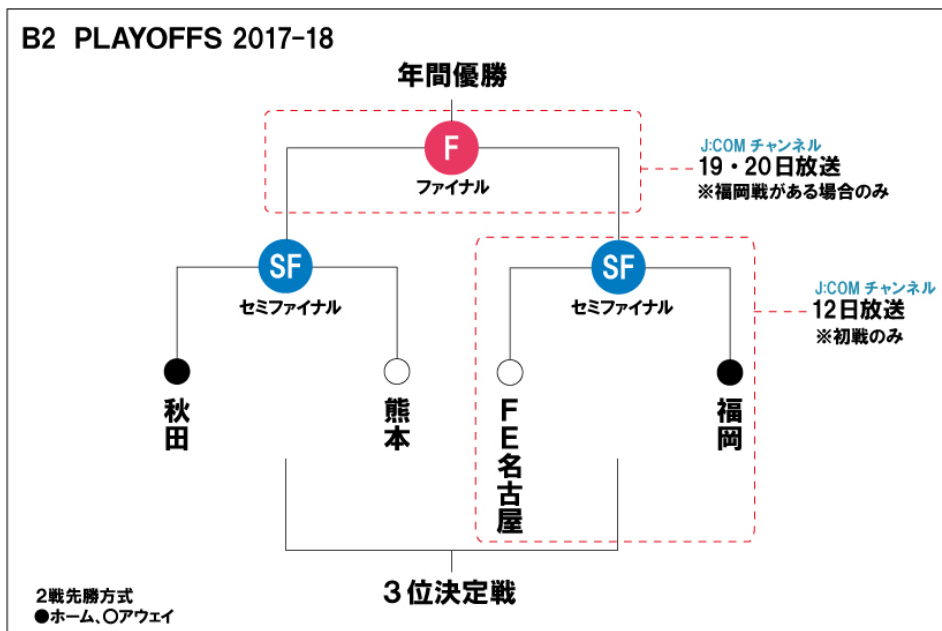 B2 PLAYOFFS 2017-18
年間優勝
F
ファイナル
J:COM チャンネル
19・20日放送
※福岡戦がある場合のみ
SF
セミファイナル
SF
セミファイナル
J:COM チャンネル
12日放送
※初戦のみ
秋田
熊本
FE名古屋
福岡
3位決定戦
2戦先勝方式
●ホーム、○アウェイ